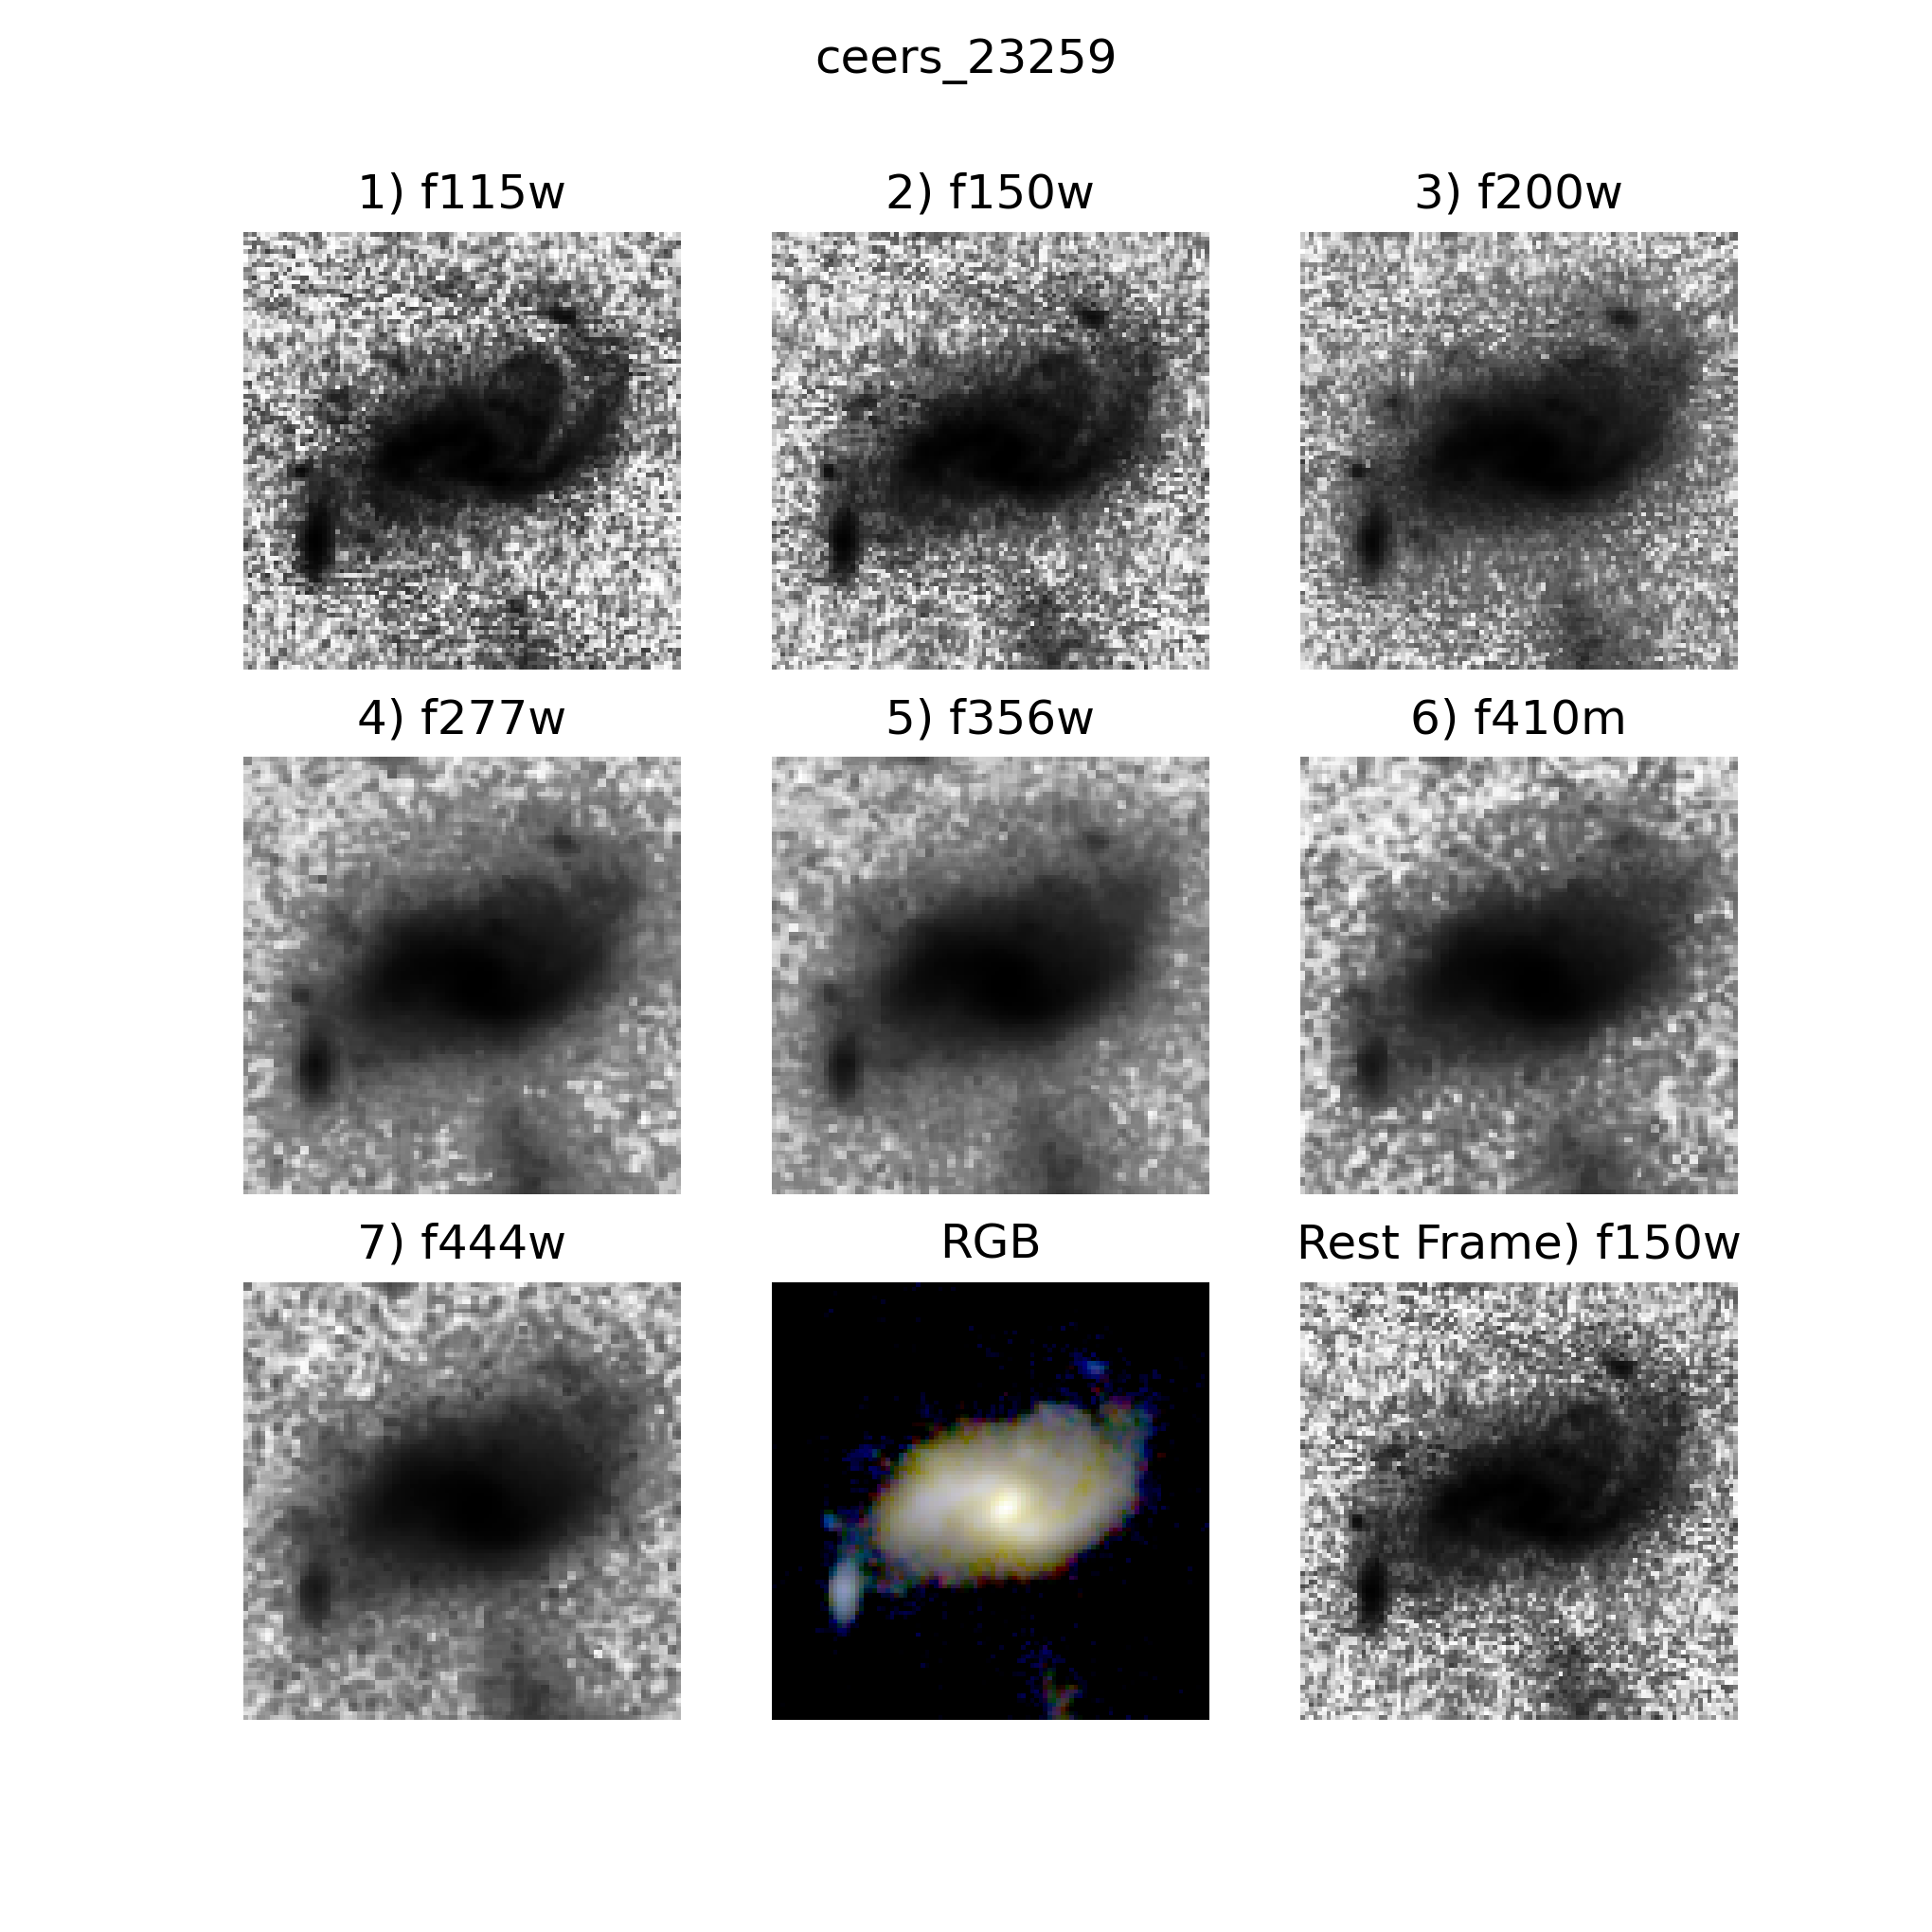 ceers_23259
1) f115w
2) f150w
3) f200w
4) f277w
5) f356w
6) f410m
7) f444w
RGB
Rest Frame) f150w